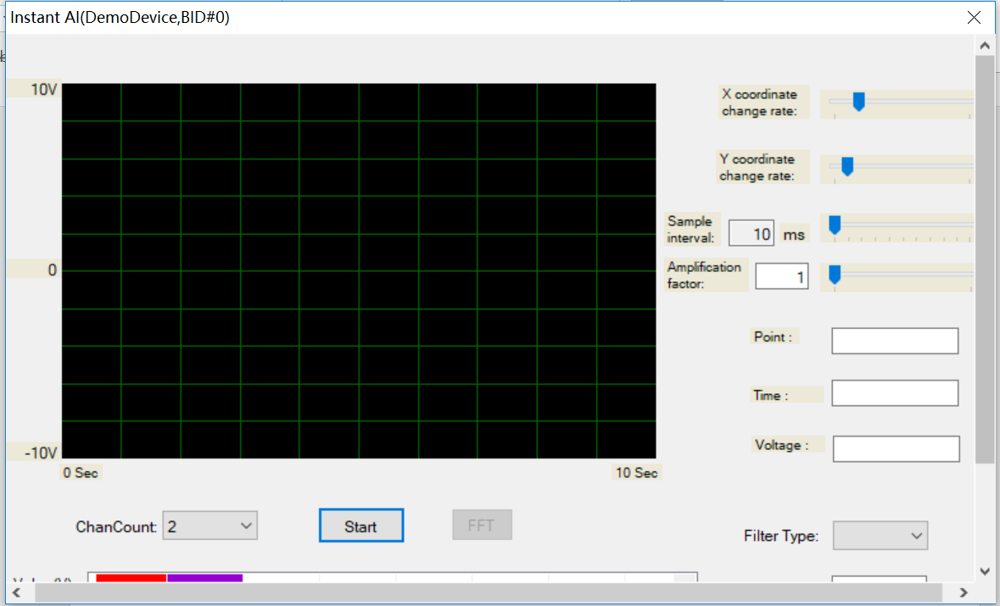 Instant AI(DemoDevice,BID#0)
10V
X coordinate
change rate:
Y coordinate
change rate:
Sample
interval:
10
ms
0
Amplification
factor:
1
Point :
Time :
Voltage :
-10V
0 Sec
10 Sec
ChanCount:
2
Start
FFT
Filter Type: